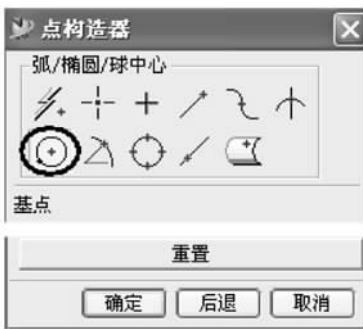 点构造器
弧/椭圆/球中心
基点
重置
确定 后退 取消